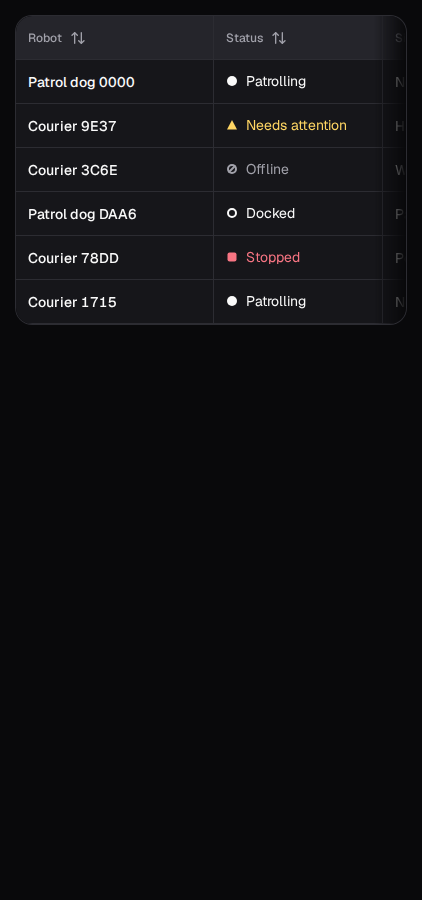 Robot Status
Patrol dog 0000 Patrolling
Courier 9E37 Needs attention
Courier 3C6E Offline
Patrol dog DAA6 Docked
Courier 78DD Stopped
Courier 1715 Patrolling